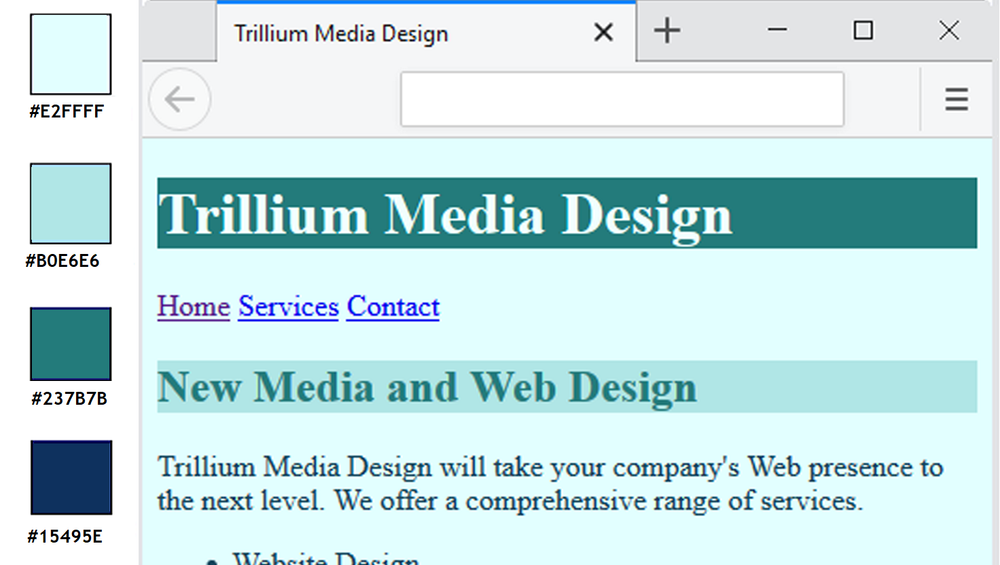 #E2FFFF
#B0E6E6
#237B7B
#15495E
Trillium Media Design
Trillium Media Design
Home Services Contact
New Media and Web Design
Trillium Media Design will take your company's Web presence to
the next level. We offer a comprehensive range of services.
• Website Design